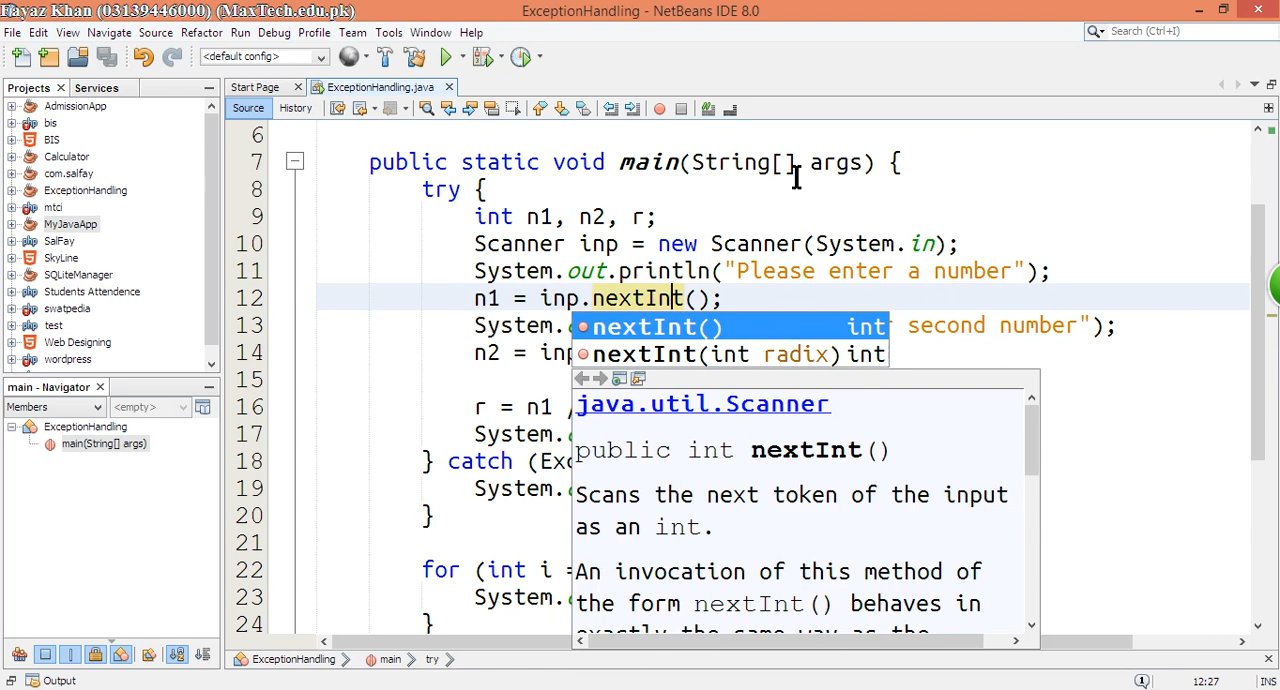 Fayaz Khan (03139446000) (MaxTech.edu.pk)
ExceptionHandling - NetBeans IDE 8.0
File Edit View Navigate Source Refactor Run Debug Profile Team Tools Window Help
Search (Ctrl+I)
<default config>
Projects Services
Start Page ExceptionHandling.java
Source History
AdmissionApp
bis
BIS
Calculator
com.salfay
ExceptionHandling
mtci
MyJavaApp
SalFay
SkyLine
SQLiteManager
Students Attendence
swatpedia
test
Web Designing
wordpress
main - Navigator
Members <empty>
ExceptionHandling
main(String[] args)
6
7 public static void main(String[] args) {
8 try {
9 int n1, n2, r;
10 Scanner inp = new Scanner(System.in);
11 System.out.println("Please enter a number");
12 n1 = inp.nextInt();
13 System. second number");
14 n2 = inp
15
16 r = n1 /
17 System.
18 } catch (Exc
19 System.
20 }
21
22 for (int i =
23 System.
24 }
nextInt() int
nextInt(int radix) int
java.util.Scanner
public int nextInt()
Scans the next token of the input
as an int.
An invocation of this method of
the form nextInt() behaves in
exactly the same way as the
ExceptionHandling main try
Output
1
12:27 INS